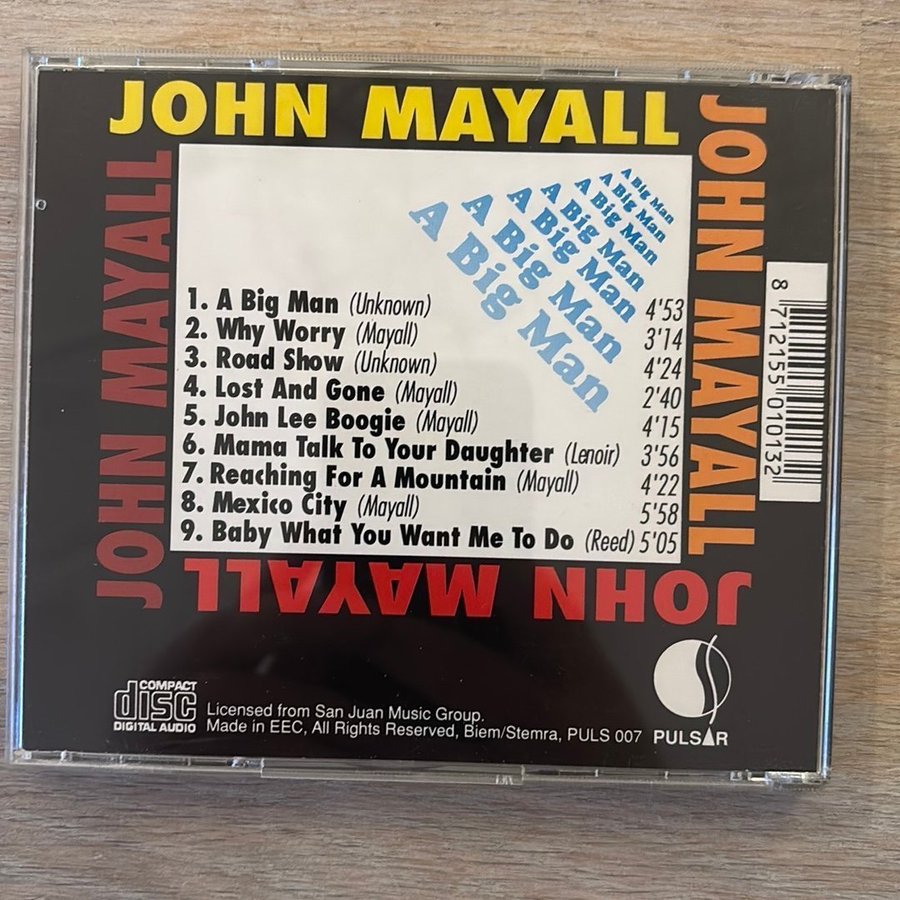 JOHN MAYALL
JOHN MAYALL
JOHN MAYALL
JOHN MAYALL
A Big Man
A Big Man
A Big Man
A Big Man
A Big Man
A Big Man
A Big Man
1. A Big Man (Unknown) 4'53
2. Why Worry (Mayall) 3'14
3. Road Show (Unknown) 4'24
4. Lost And Gone (Mayall) 2'40
5. John Lee Boogie (Mayall) 4'15
6. Mama Talk To Your Daughter (Lenoir) 3'56
7. Reaching For A Mountain (Mayall) 4'22
8. Mexico City (Mayall) 5'58
9. Baby What You Want Me To Do (Reed) 5'05
8 712155 010132
COMPACT
disc
DIGITAL AUDIO
Licensed from San Juan Music Group.
Made in EEC, All Rights Reserved, Biem/Stemra, PULS 007
PULSAR